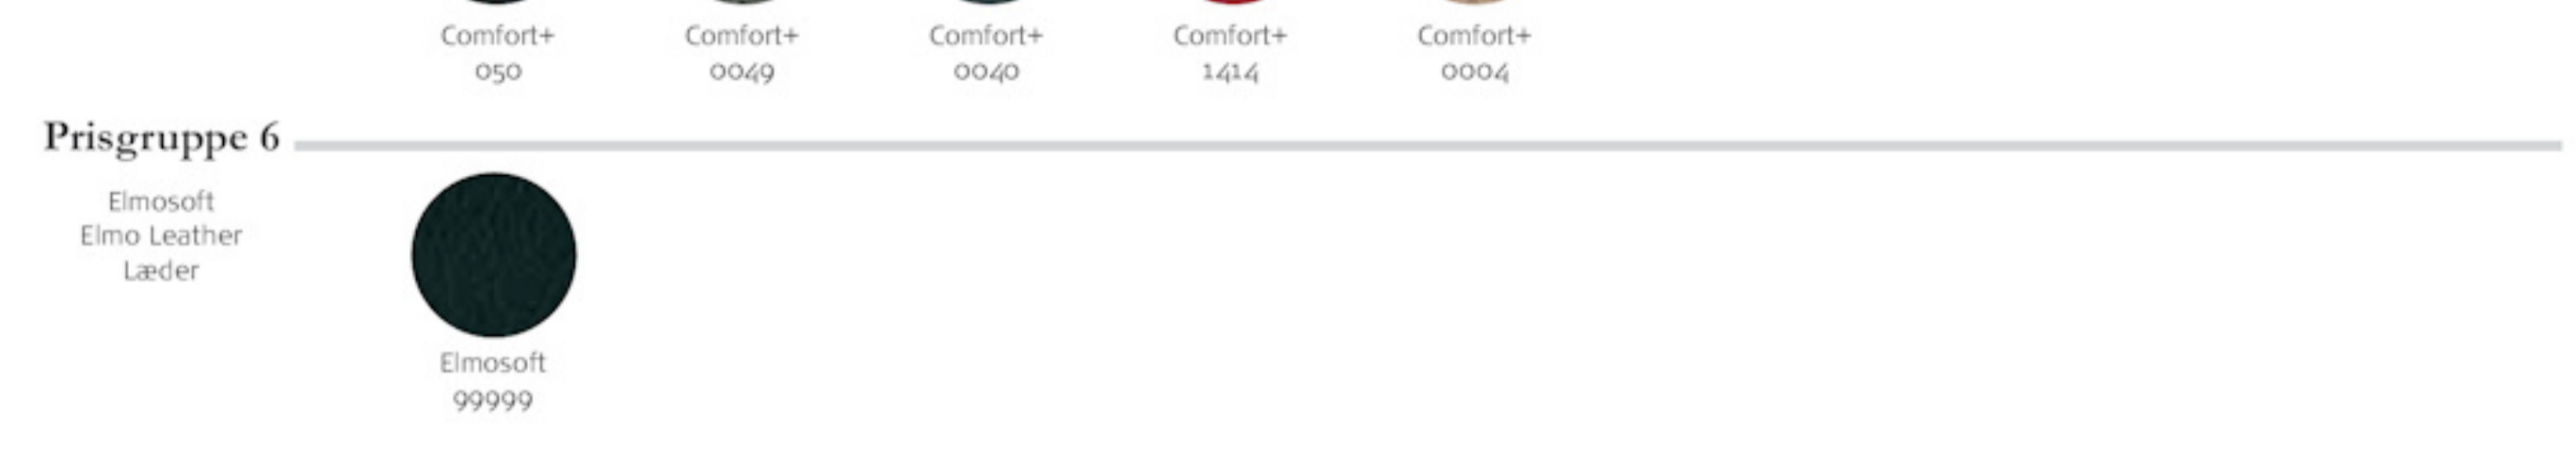 Comfort+ Comfort+ Comfort+ Comfort+ Comfort+
050 0049 0040 1414 0004
Prisgruppe 6
Elmosoft
Elmo Leather
Læder
Elmosoft
99999